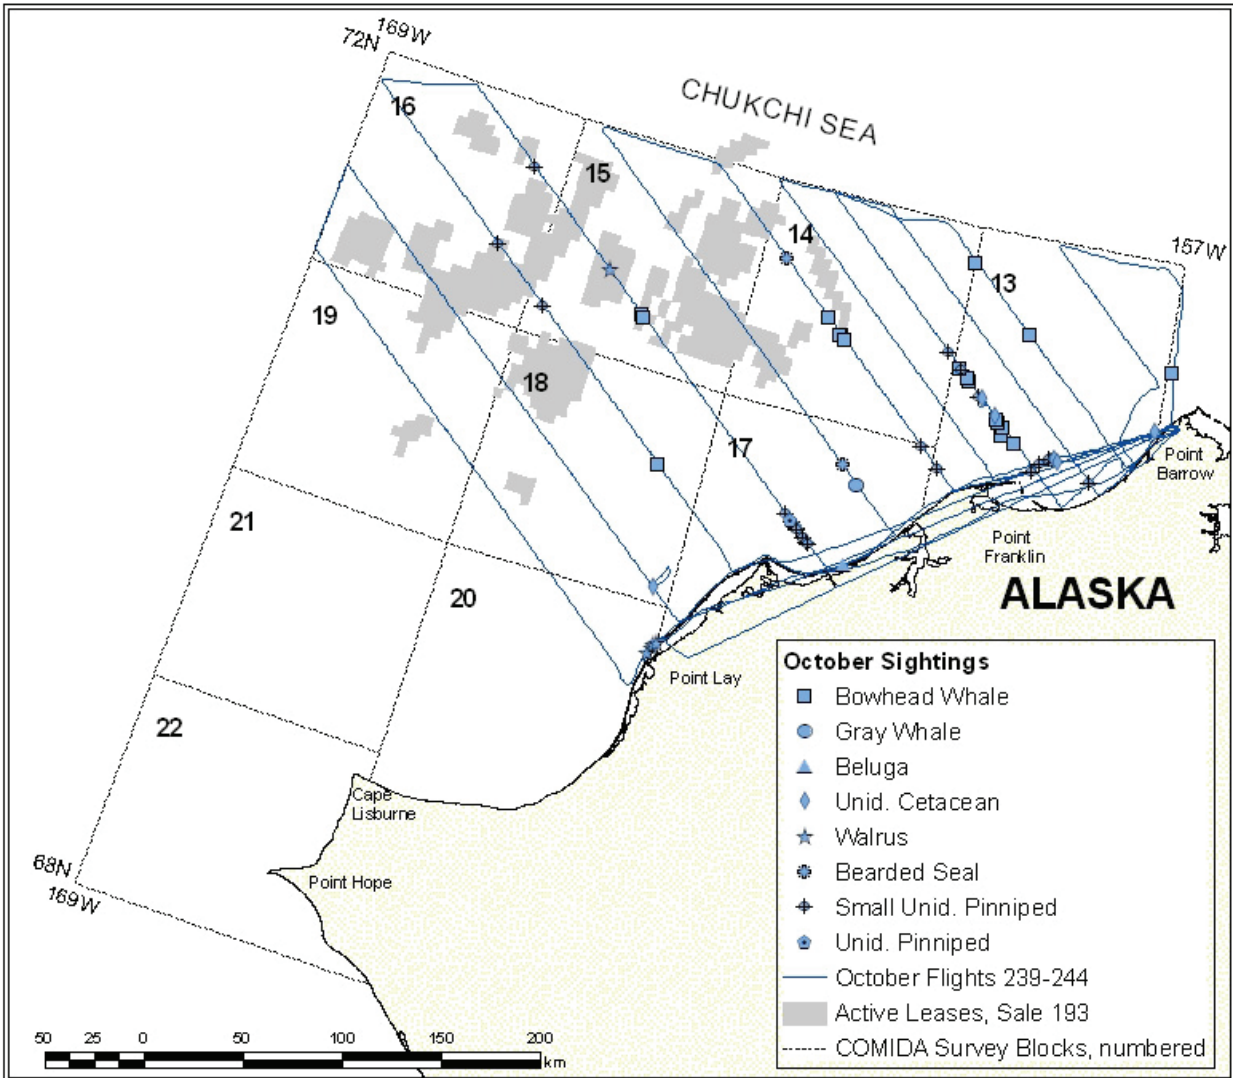 169W
72N
CHUKCHI SEA
16
15
14
157W
13
19
18
17
Point
Barrow
21
Point
Franklin
20
ALASKA
Point Lay
22
Cape
Lisburne
68N
169W
Point Hope
October Sightings
Bowhead Whale
Gray Whale
Beluga
Unid. Cetacean
Walrus
Bearded Seal
Small Unid. Pinniped
Unid. Pinniped
October Flights 239-244
Active Leases, Sale 193
COMIDA Survey Blocks, numbered
50 25 0 50 100 150 200
km